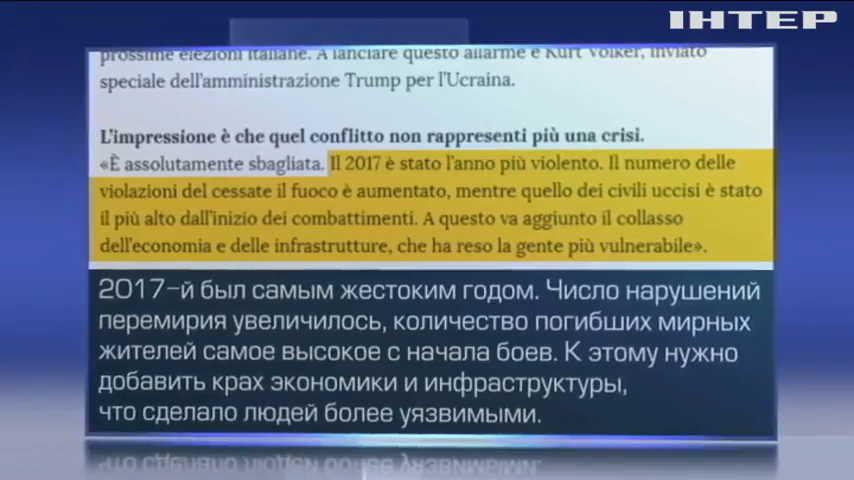 ІНТЕР
prossime elezioni italiane. A lanciare questo allarme è Kurt Volker, inviato
speciale dell'amministrazione Trump per l'Ucraina.
L'impressione è che quel conflitto non rappresenti più una crisi.
«È assolutamente sbagliata. Il 2017 è stato l'anno più violento. Il numero delle
violazioni del cessate il fuoco è aumentato, mentre quello dei civili uccisi è stato
il più alto dall'inizio dei combattimenti. A questo va aggiunto il collasso
dell'economia e delle infrastrutture, che ha reso la gente più vulnerabile».
2017-й был самым жестоким годом. Число нарушений
перемирия увеличилось, количество погибших мирных
жителей самое высокое с начала боев. К этому нужно
добавить крах экономики и инфраструктуры,
что сделало людей более уязвимыми.